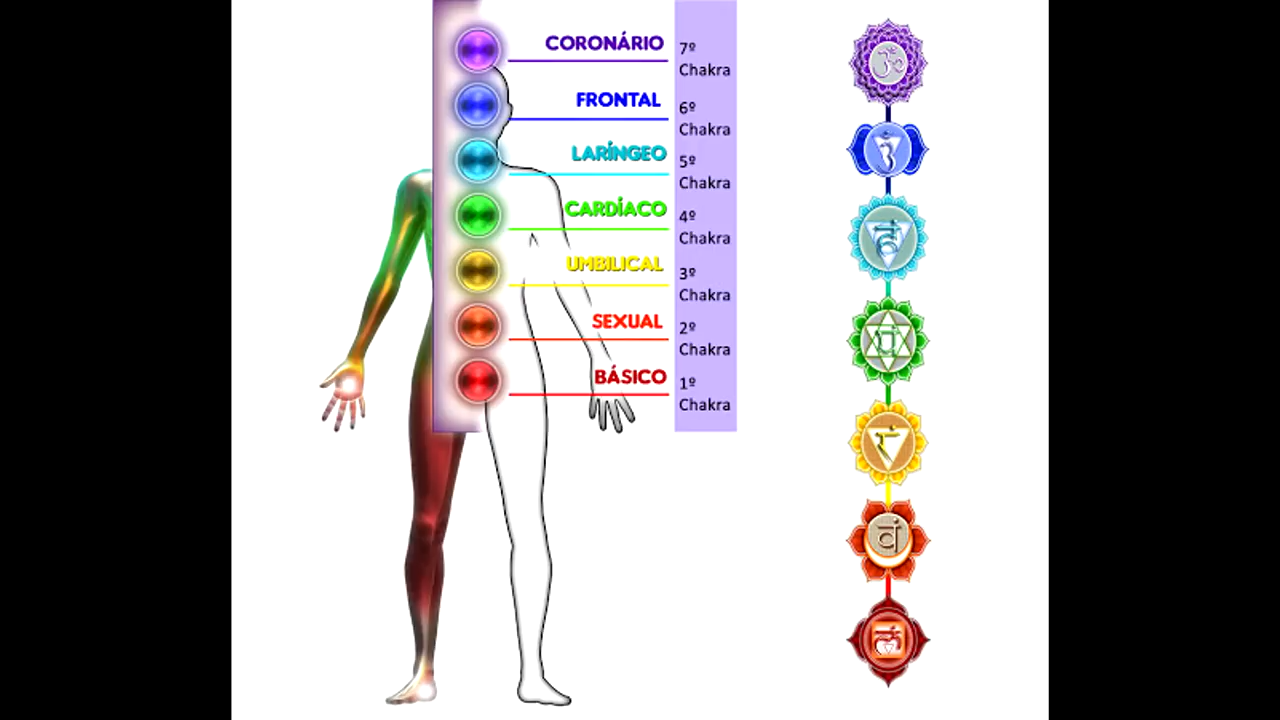 CORONÁRIO
7º
Chakra
FRONTAL
6º
Chakra
LARÍNGEO
5º
Chakra
CARDÍACO
4º
Chakra
UMBILICAL
3º
Chakra
SEXUAL
2º
Chakra
BÁSICO
1º
Chakra
ॐ
ॐ
हं
यं
रं
वं
लं